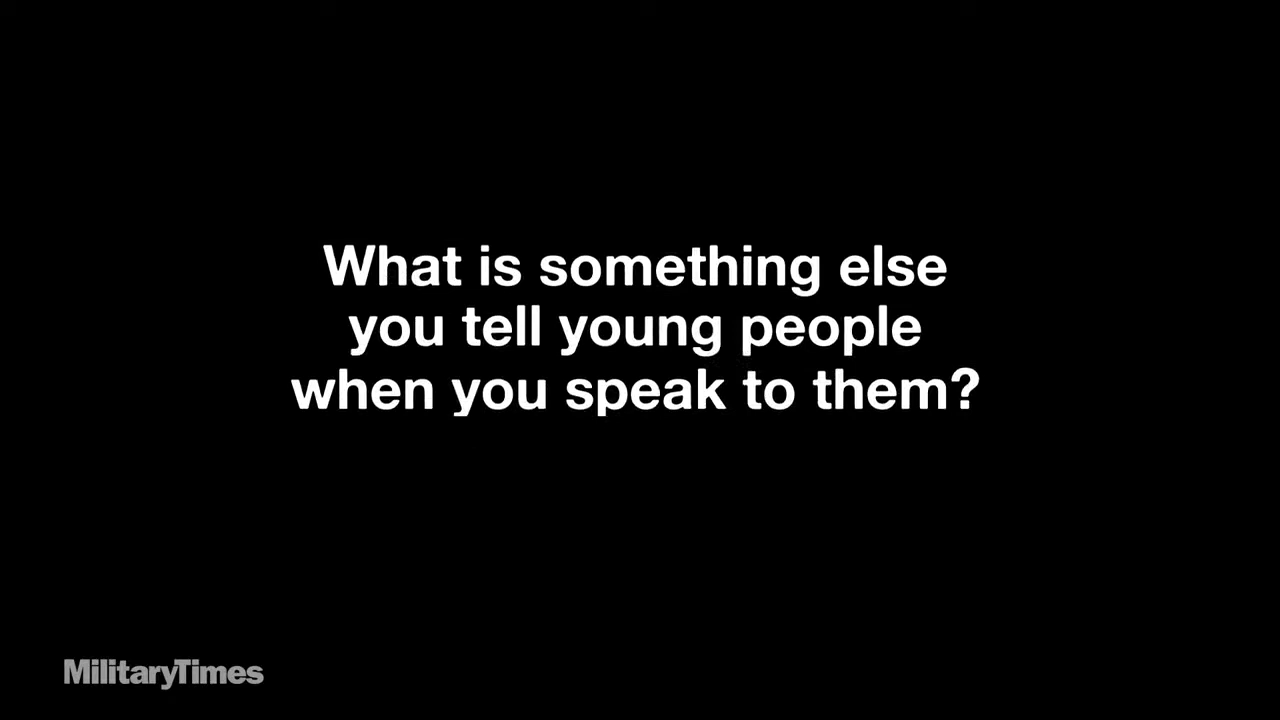 What is something else
you tell young people
when you speak to them?
MilitaryTimes